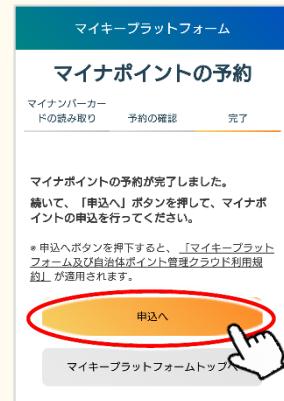 マイキープラットフォーム
マイナポイントの予約
マイナンバーカー
ドの読み取り
予約の確認
完了
マイナポイントの予約が完了しました。
続いて、「申込へ」ボタンを押して、マイナポ
イントの申込を行ってください。
※申込へボタンを押下すると、「マイキープラット
フォーム及び自治体ポイント管理クラウド利用規
約」が適用されます。
申込へ
マイキープラットフォームトップへ